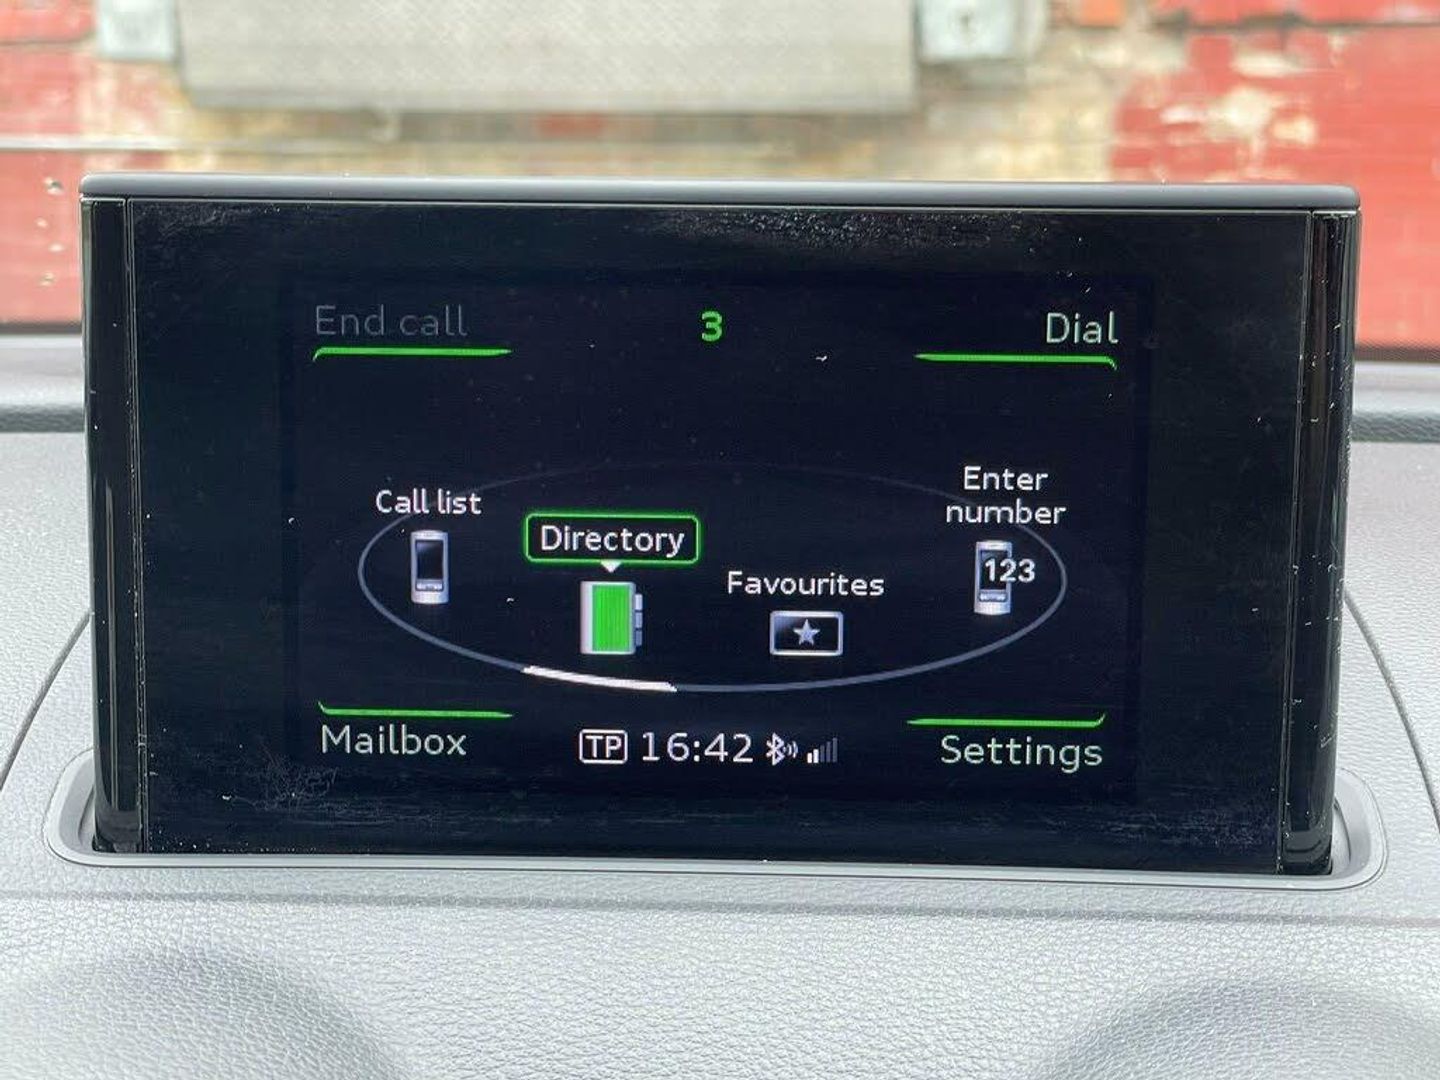 End call
3
Dial
Call list
Directory
Favourites
Enter
number
123
Mailbox
TP 16:42
Settings